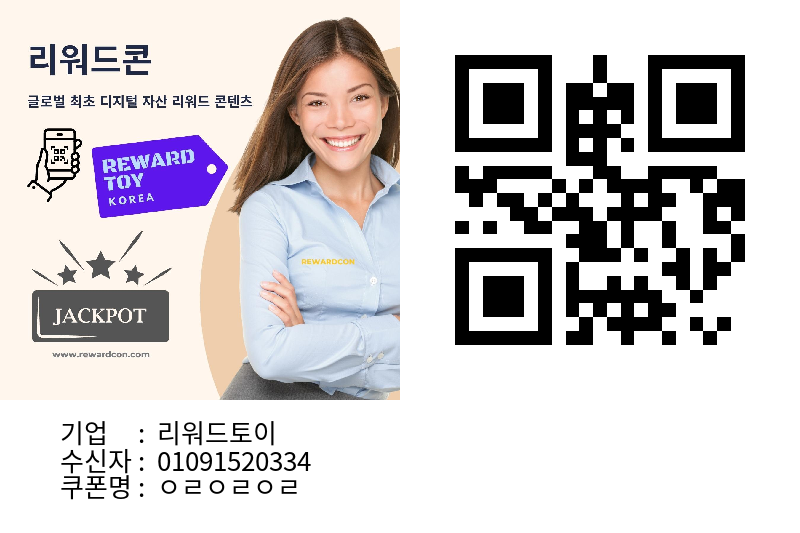 리워드콘
글로벌 최초 디지털 자산 리워드 콘텐츠
REWARD
TOY
KOREA
REWARDCON
JACKPOT
www.rewardcon.com
기업 : 리워드토이
수신자 : 01091520334
쿠폰명 : ㅇㄹㅇㄹㅇㄹ